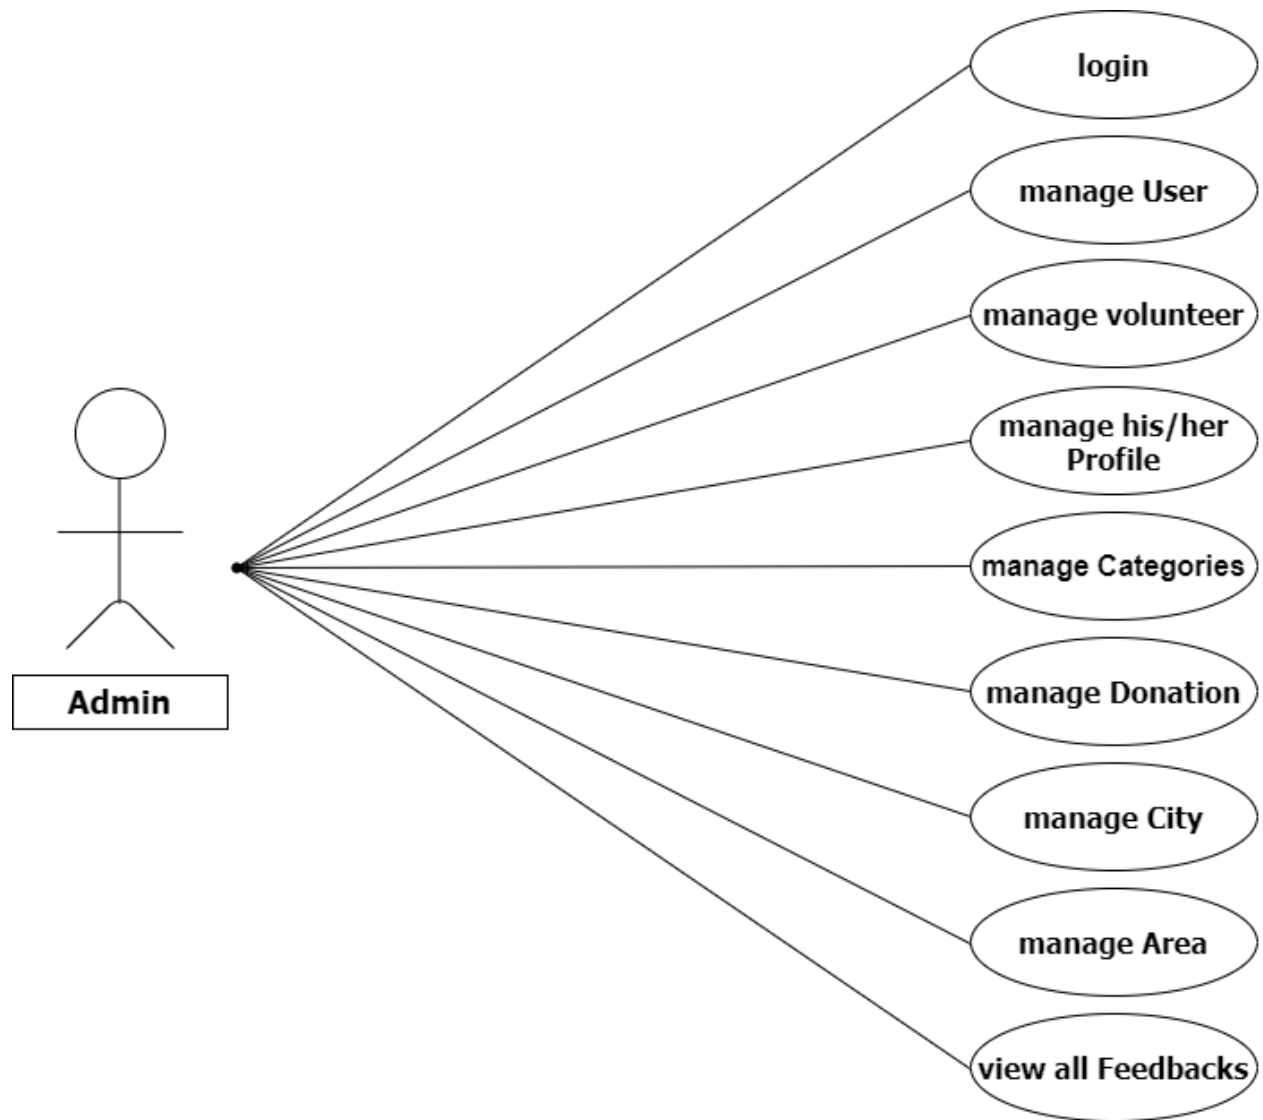 login
manage User
manage volunteer
manage his/her
Profile
manage Categories
manage Donation
manage City
manage Area
view all Feedbacks
Admin